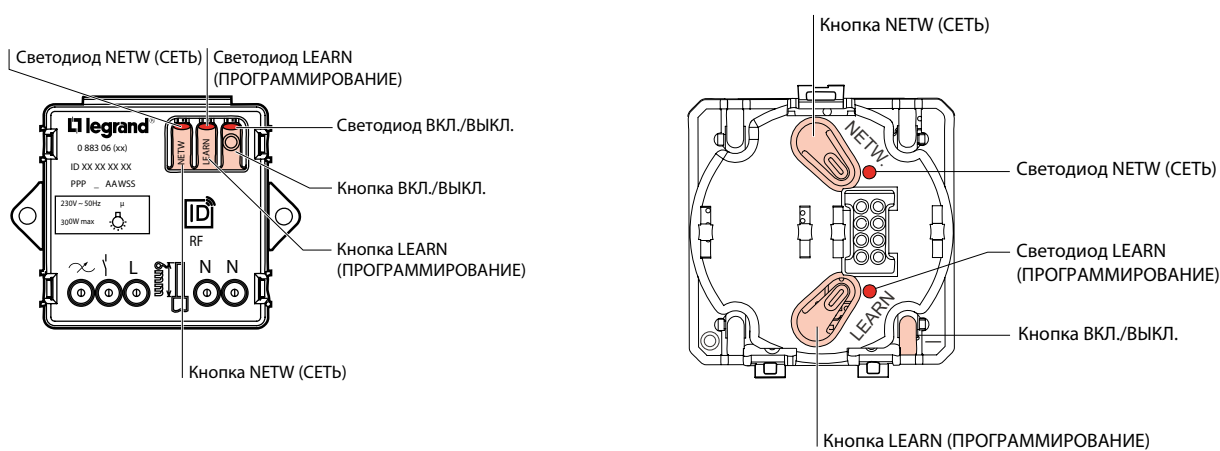 Светодиод NETW (СЕТЬ)
Светодиод LEARN
(ПРОГРАММИРОВАНИЕ)
legrand®
0 883 06 (xx)
ID XX XX XX XX
PPP _ AAWSS
230V ~ 50Hz µ
300W max
NETW
LEARN
ID
RF
L
6mm
N N
Светодиод ВКЛ./ВЫКЛ.
Кнопка ВКЛ./ВЫКЛ.
Кнопка LEARN
(ПРОГРАММИРОВАНИЕ)
Кнопка NETW (СЕТЬ)
Кнопка NETW (СЕТЬ)
NETW.
Светодиод NETW (СЕТЬ)
Светодиод LEARN
(ПРОГРАММИРОВАНИЕ)
LEARN
Кнопка ВКЛ./ВЫКЛ.
Кнопка LEARN (ПРОГРАММИРОВАНИЕ)